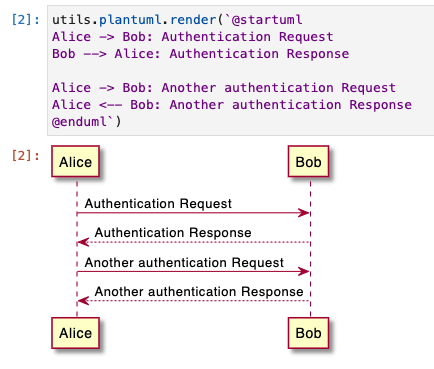 [2]: utils.plantuml.render(`@startuml
Alice -> Bob: Authentication Request
Bob --> Alice: Authentication Response

Alice -> Bob: Another authentication Request
Alice <-- Bob: Another authentication Response
@enduml`)
[2]:
Alice Bob
Authentication Request
Authentication Response
Another authentication Request
Another authentication Response
Alice Bob